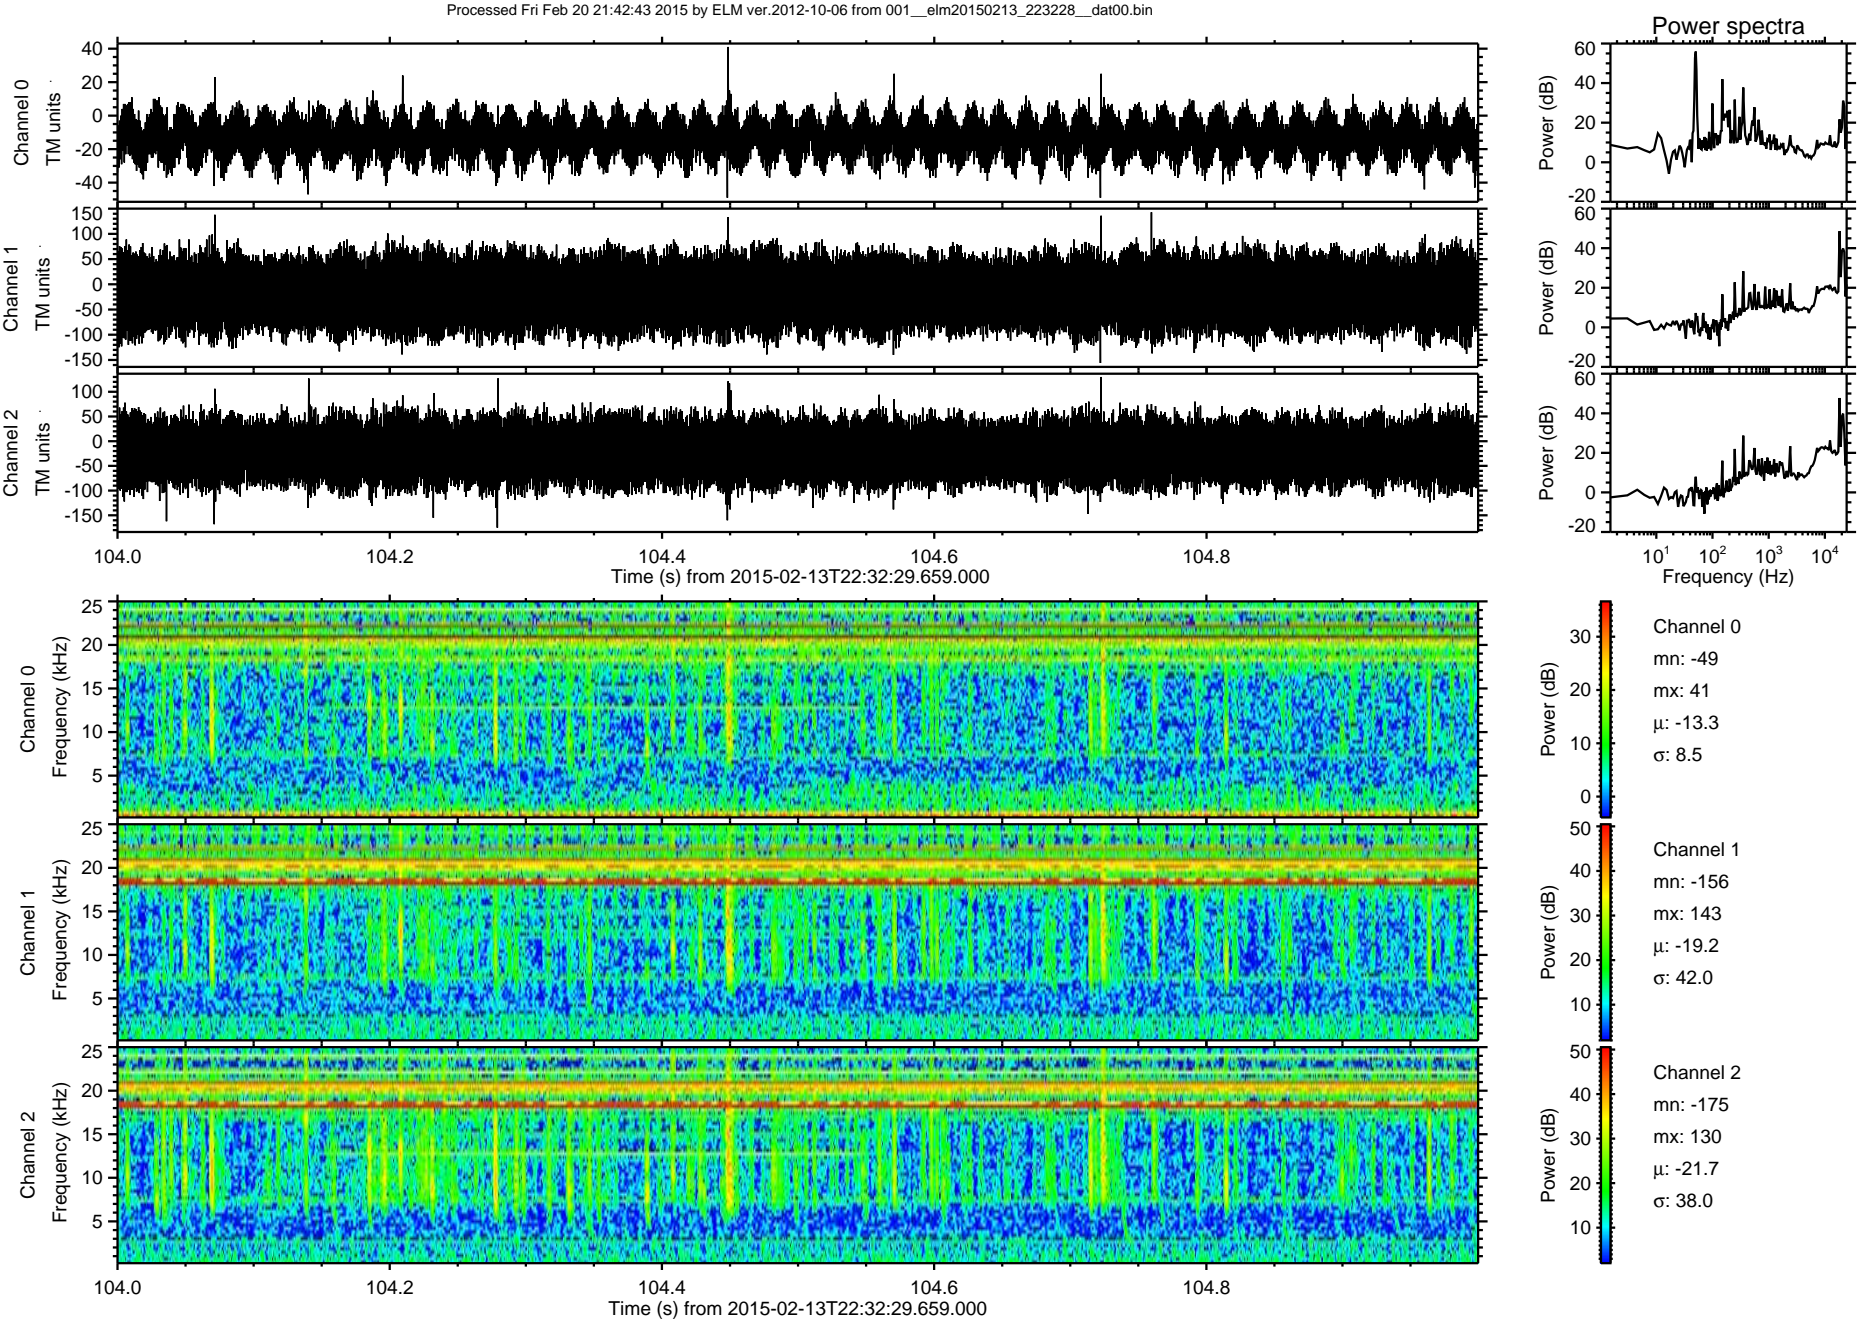 Processed Fri Feb 20 21:42:43 2015 by ELM ver.2012-10-06 from 001__elm20150213_223228__dat00.bin
Power spectra
Channel 0
TM units
40
20
0
-20
-40
Power (dB)
60
40
20
0
-20
Channel 1
TM units
150
100
50
0
-50
-100
-150
Power (dB)
60
40
20
0
-20
Channel 2
TM units
100
50
0
-50
-100
-150
Power (dB)
60
40
20
0
-20
104.0 104.2 104.4 104.6 104.8
Time (s) from 2015-02-13T22:32:29.659.000
10¹ 10² 10³ 10⁴
Frequency (Hz)
Channel 0
Frequency (kHz)
25
20
15
10
5
Power (dB)
30
20
10
0
Channel 0
mn: -49
mx: 41
μ: -13.3
σ: 8.5
Channel 1
Frequency (kHz)
25
20
15
10
5
Power (dB)
50
40
30
20
10
Channel 1
mn: -156
mx: 143
μ: -19.2
σ: 42.0
Channel 2
Frequency (kHz)
25
20
15
10
5
Power (dB)
50
40
30
20
10
Channel 2
mn: -175
mx: 130
μ: -21.7
σ: 38.0
104.0 104.2 104.4 104.6 104.8
Time (s) from 2015-02-13T22:32:29.659.000